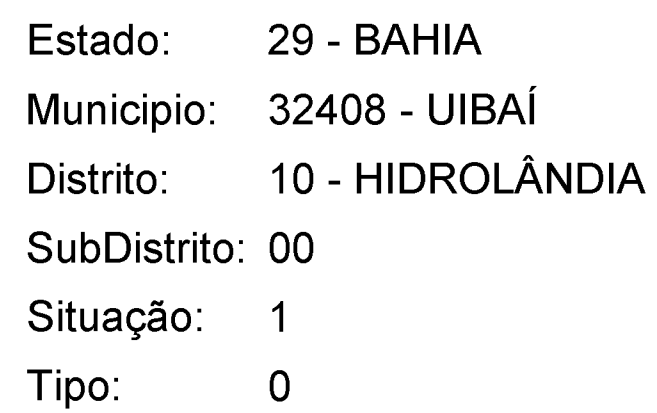 Estado: 29 - BAHIA
Municipio: 32408 - UIBAÍ
Distrito: 10 - HIDROLÂNDIA
SubDistrito: 00
Situação: 1
Tipo: 0